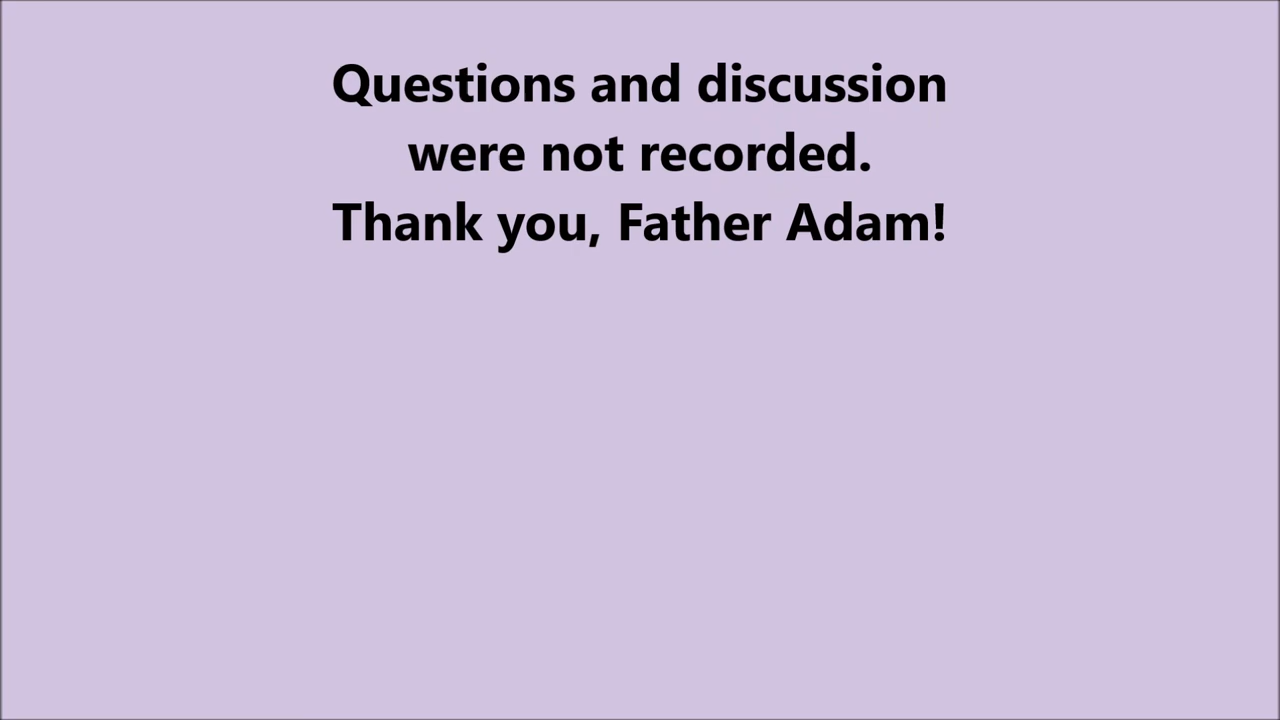 Questions and discussion
were not recorded.
Thank you, Father Adam!